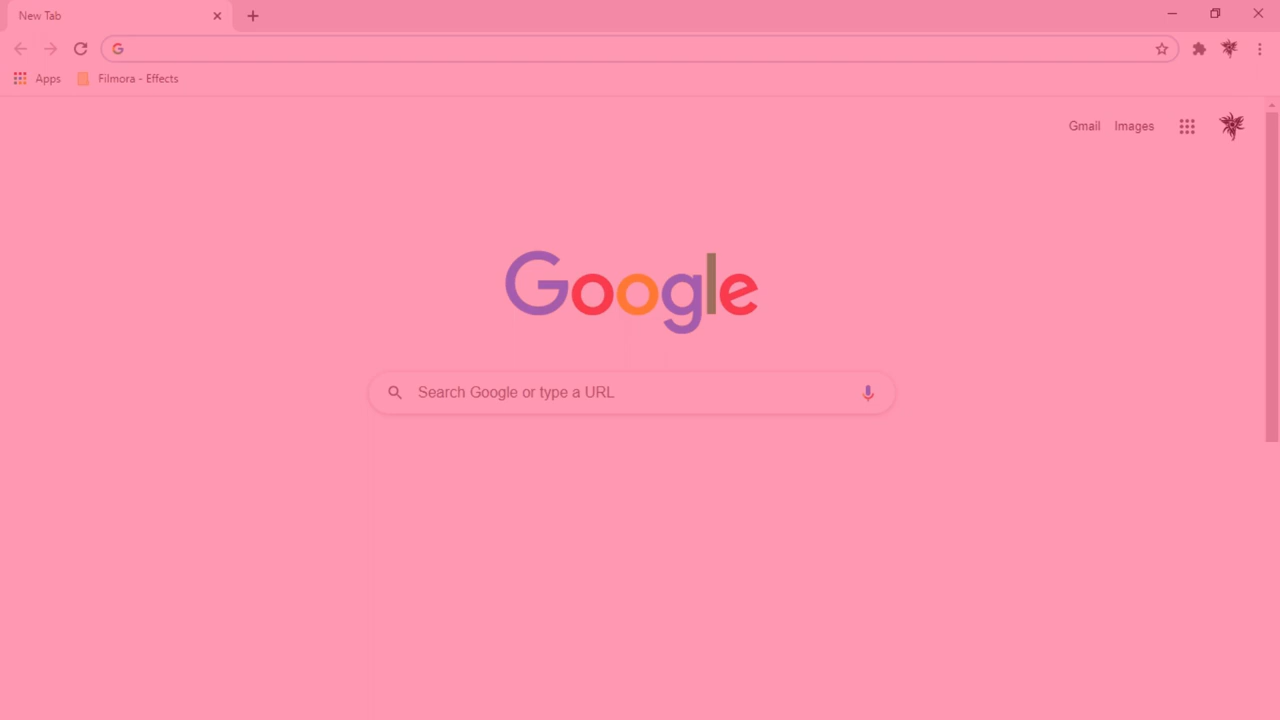 New Tab
Apps
Filmora - Effects
Gmail
Images
Google
Search Google or type a URL